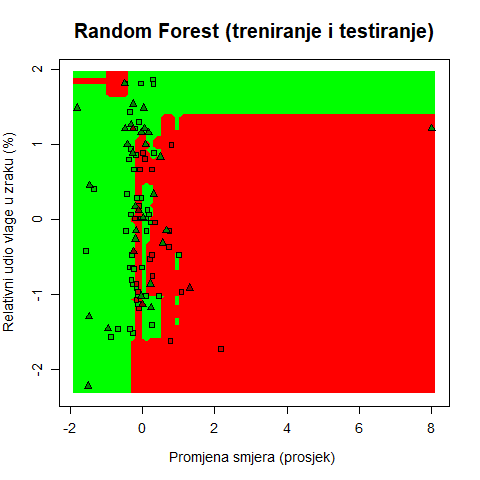 Random Forest (treniranje i testiranje)
Relativni udio vlage u zraku (%)
2
1
0
-1
-2
-2 0 2 4 6 8
Promjena smjera (prosjek)